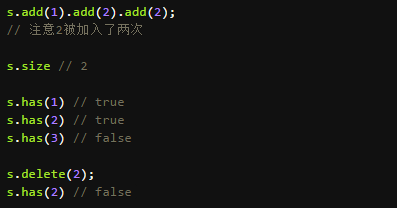 s.add(1).add(2).add(2);
// 注意2被加入了两次
s.size // 2
s.has(1) // true
s.has(2) // true
s.has(3) // false
s.delete(2);
s.has(2) // false